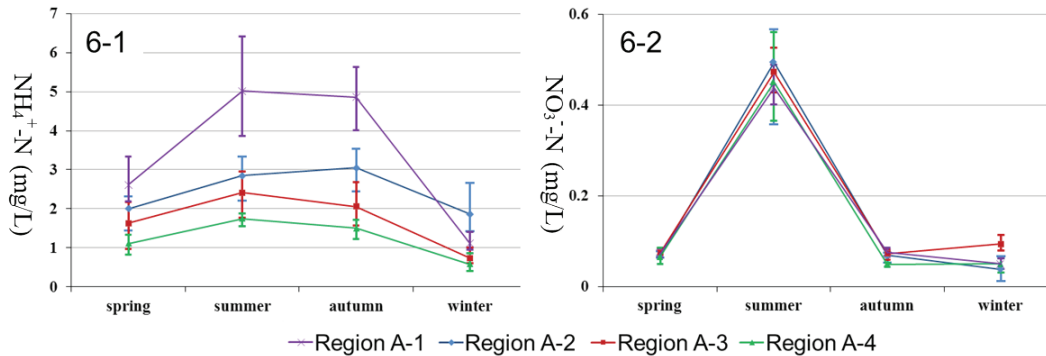 6-1
NH₄⁺-N (mg/L)
7
6
5
4
3
2
1
0
spring summer autumn winter
6-2
NO₃⁻-N (mg/L)
0.6
0.4
0.2
0
spring summer autumn winter
Region A-1 Region A-2 Region A-3 Region A-4